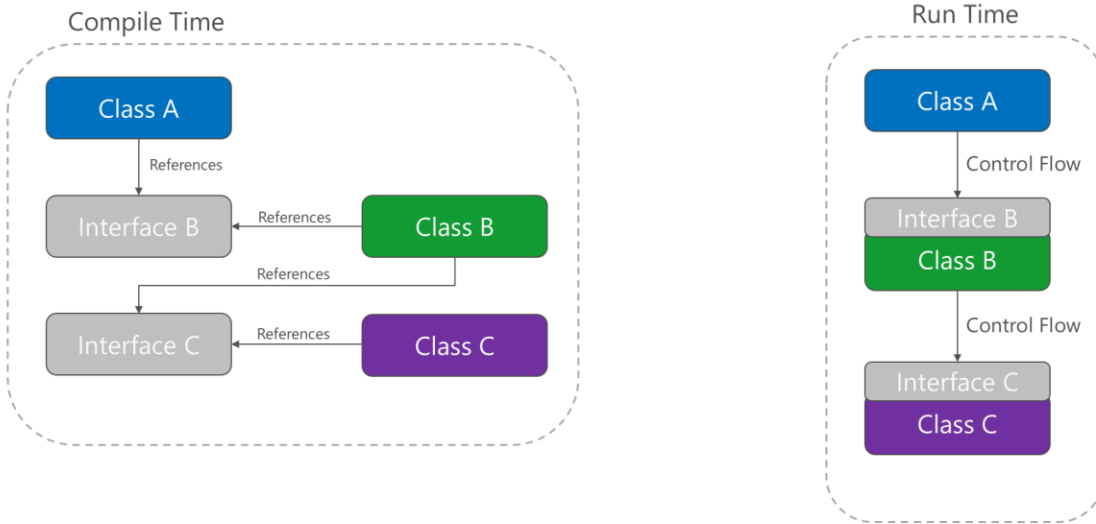 Compile Time
Class A
References
Interface B
References
Class B
References
Interface C
References
Class C
Run Time
Class A
Control Flow
Interface B
Class B
Control Flow
Interface C
Class C